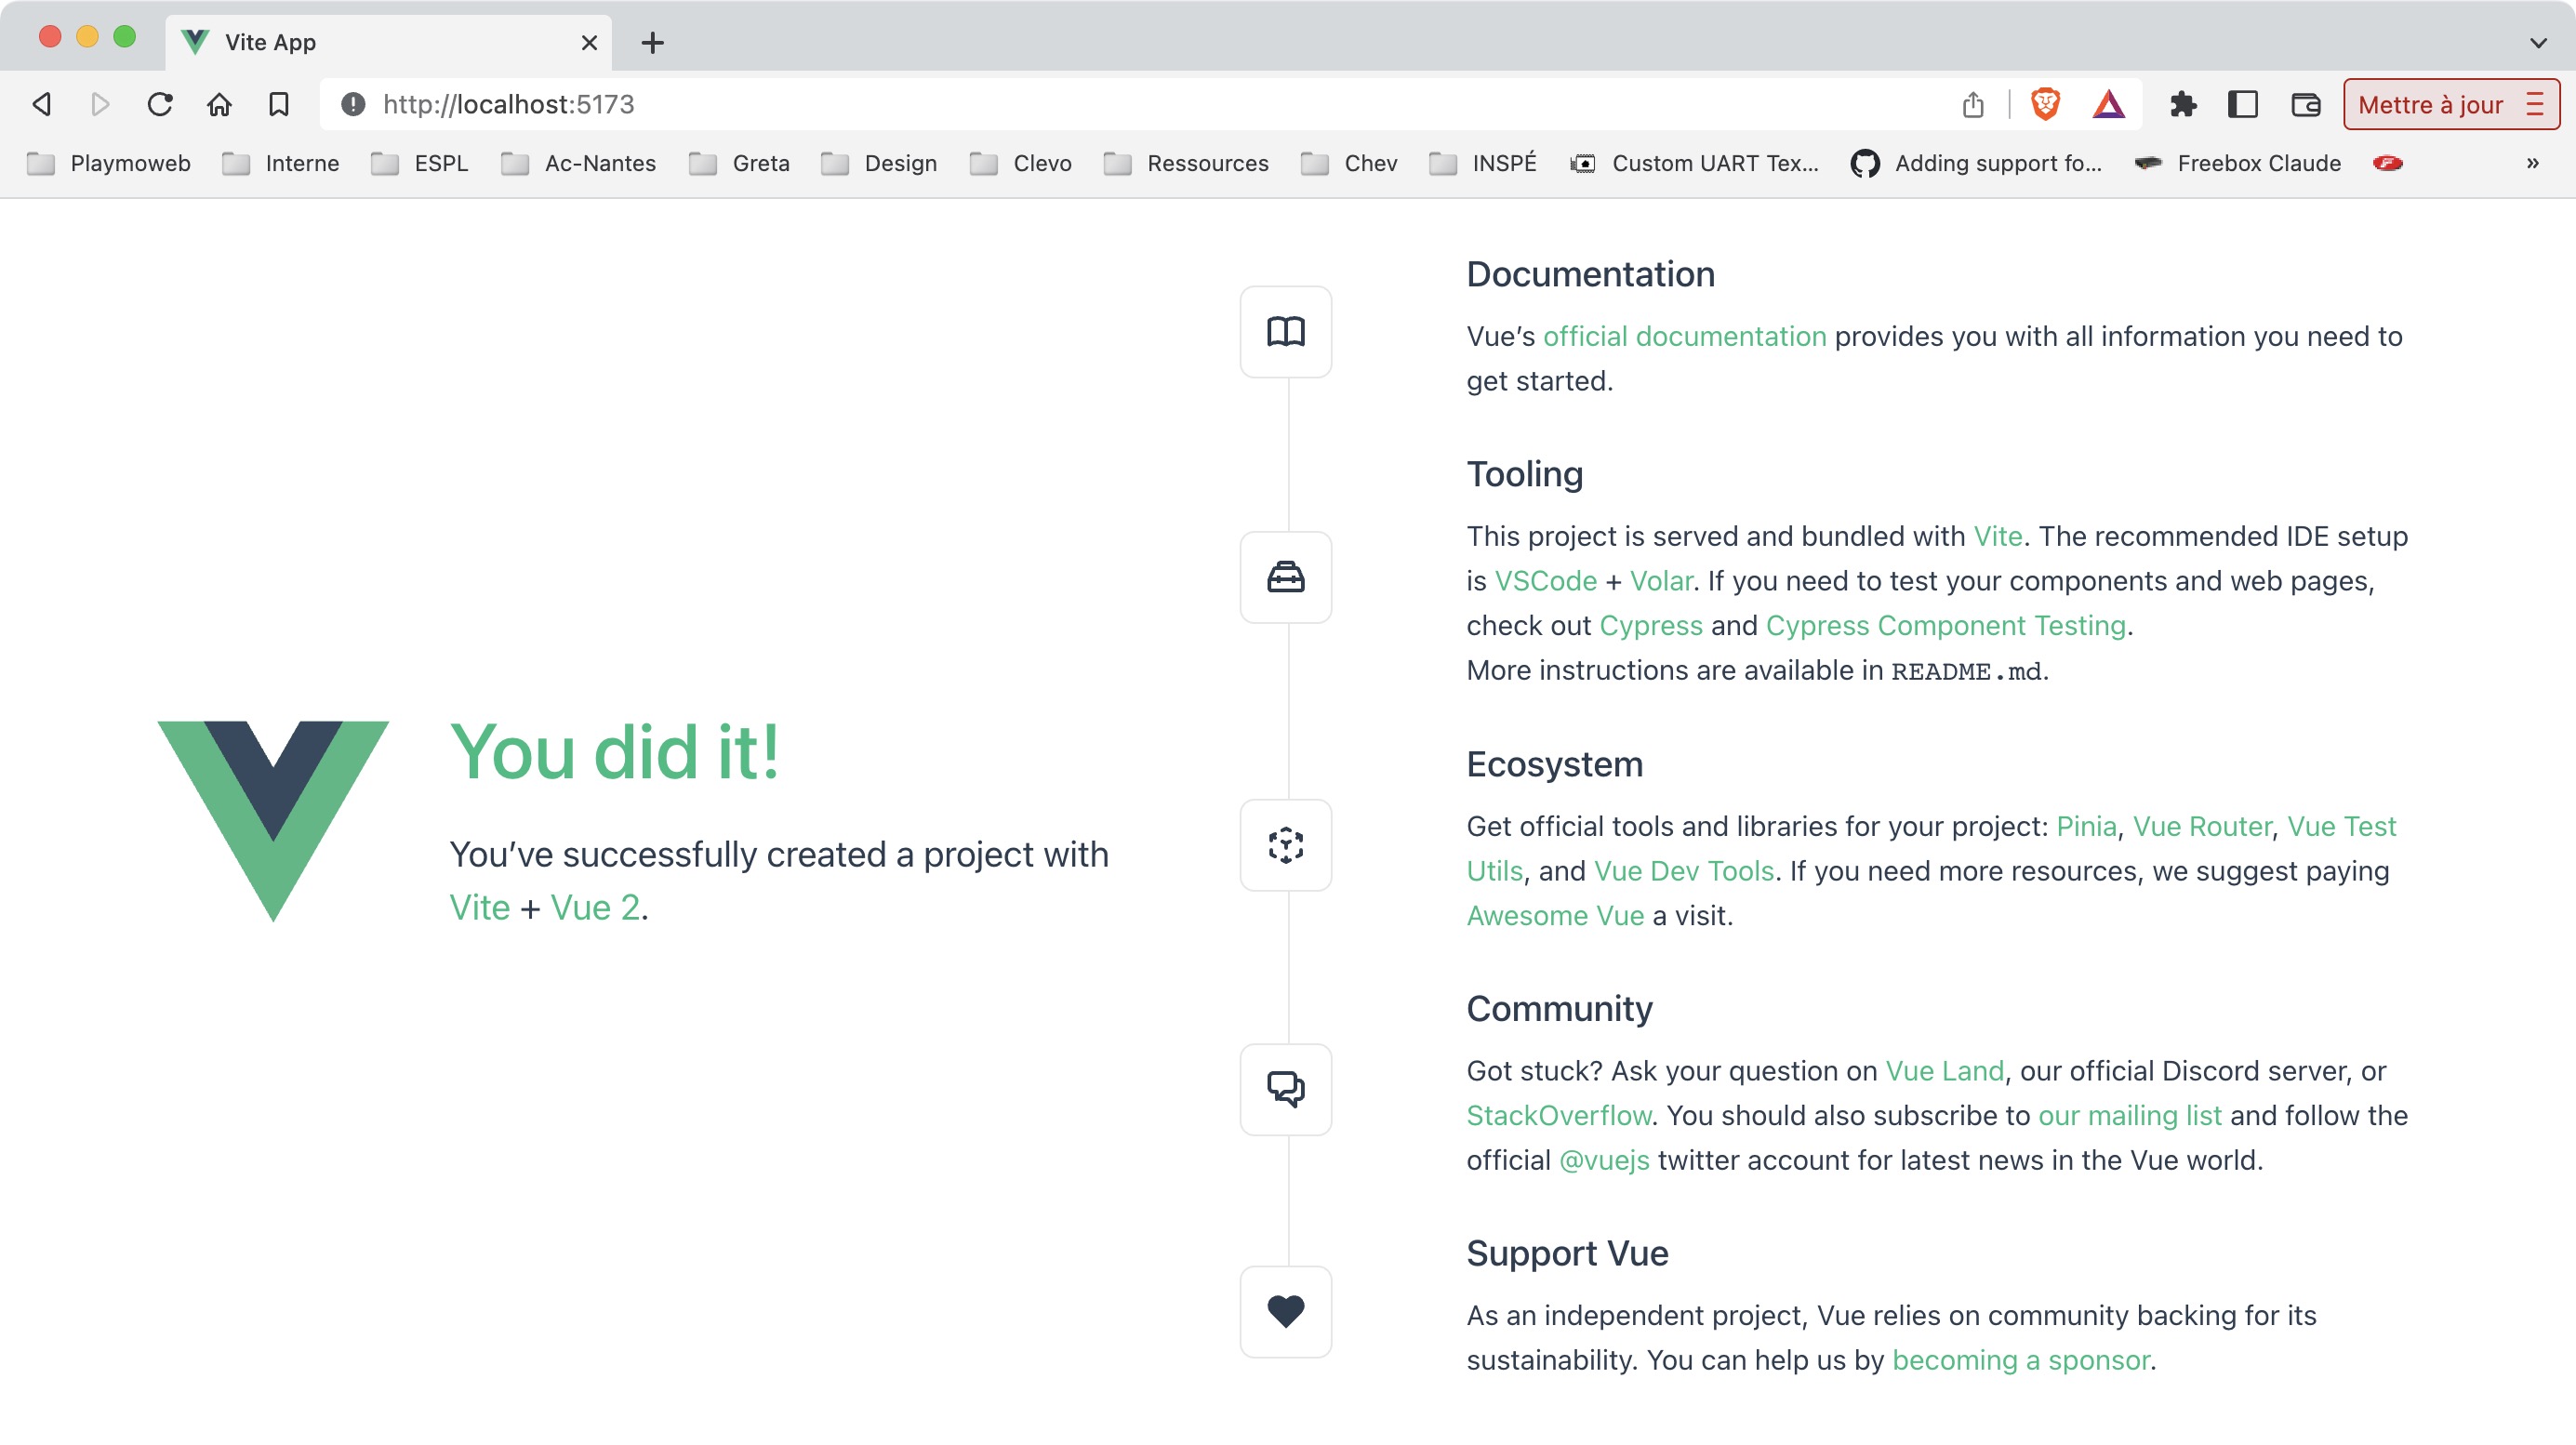 Vite App
http://localhost:5173
Mettre à jour
Playmoweb Interne ESPL Ac-Nantes Greta Design Clevo Ressources Chev INSPÉ Custom UART Tex... Adding support fo... Freebox Claude »
You did it!
You’ve successfully created a project with
Vite + Vue 2.
Documentation
Vue’s official documentation provides you with all information you need to
get started.
Tooling
This project is served and bundled with Vite. The recommended IDE setup
is VSCode + Volar. If you need to test your components and web pages,
check out Cypress and Cypress Component Testing.
More instructions are available in README.md.
Ecosystem
Get official tools and libraries for your project: Pinia, Vue Router, Vue Test
Utils, and Vue Dev Tools. If you need more resources, we suggest paying
Awesome Vue a visit.
Community
Got stuck? Ask your question on Vue Land, our official Discord server, or
StackOverflow. You should also subscribe to our mailing list and follow the
official @vuejs twitter account for latest news in the Vue world.
Support Vue
As an independent project, Vue relies on community backing for its
sustainability. You can help us by becoming a sponsor.